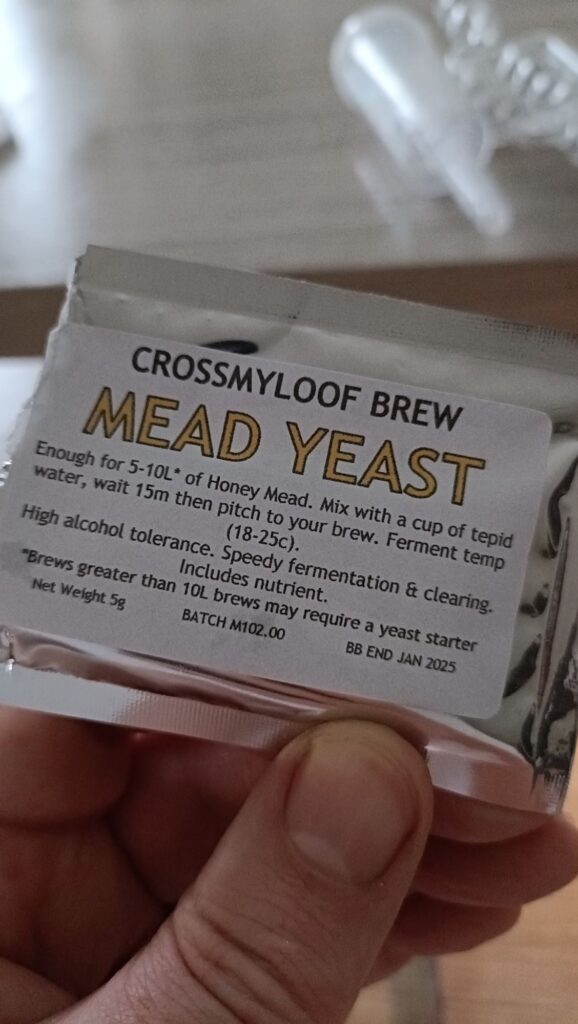 CROSSMYLOOF BREW
MEAD YEAST
Enough for 5-10L* of Honey Mead. Mix with a cup of tepid
water, wait 15m then pitch to your brew. Ferment temp
(18-25c).
High alcohol tolerance. Speedy fermentation & clearing.
Includes nutrient.
*Brews greater than 10L brews may require a yeast starter
Net Weight 5g BATCH M102.00 BB END JAN 2025